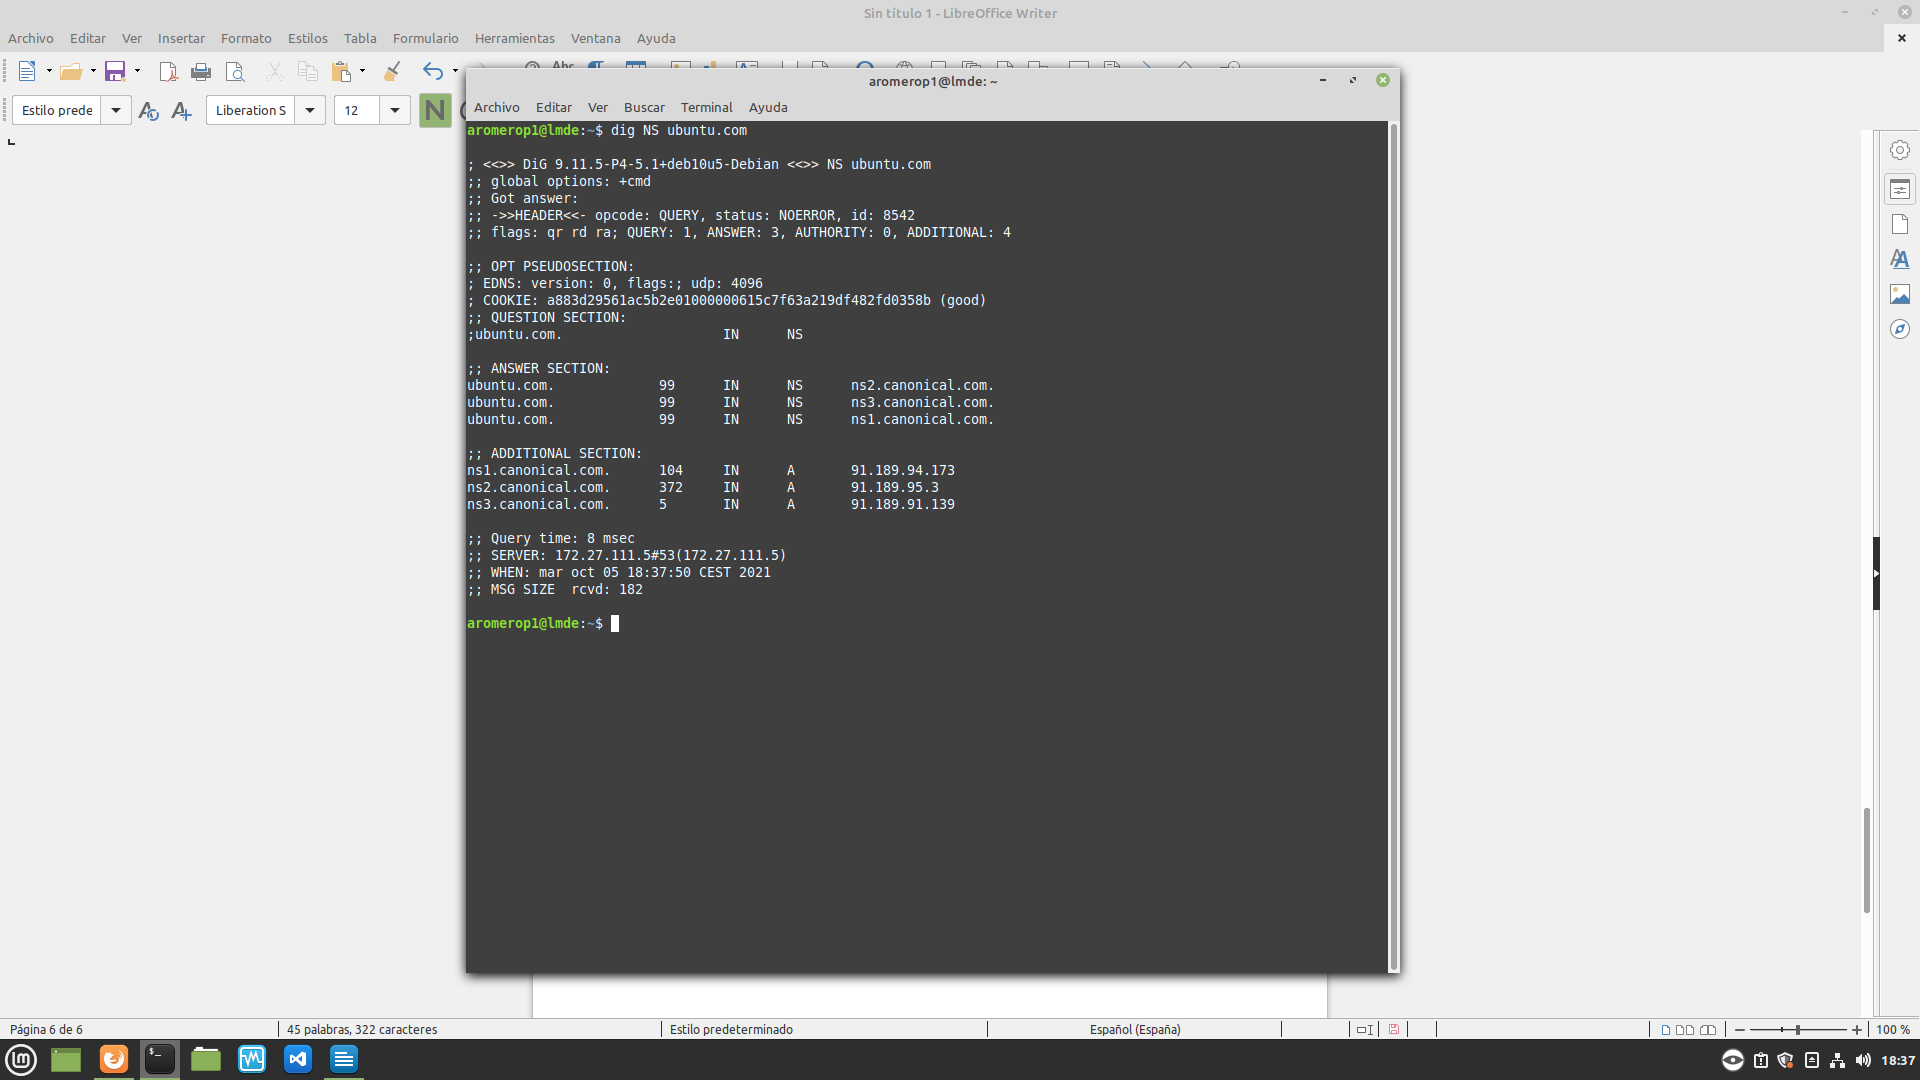 Sin título 1 - LibreOffice Writer
Archivo Editar Ver Insertar Formato Estilos Tabla Formulario Herramientas Ventana Ayuda
Estilo prede Liberation S 12 N
aromerop1@lmde: ~
Archivo Editar Ver Buscar Terminal Ayuda
aromerop1@lmde:~$ dig NS ubuntu.com
; <<>> DiG 9.11.5-P4-5.1+deb10u5-Debian <<>> NS ubuntu.com
;; global options: +cmd
;; Got answer:
;; ->>HEADER<<- opcode: QUERY, status: NOERROR, id: 8542
;; flags: qr rd ra; QUERY: 1, ANSWER: 3, AUTHORITY: 0, ADDITIONAL: 4
;; OPT PSEUDOSECTION:
; EDNS: version: 0, flags:; udp: 4096
; COOKIE: a883d29561ac5b2e01000000615c7f63a219df482fd0358b (good)
;; QUESTION SECTION:
;ubuntu.com. IN NS
;; ANSWER SECTION:
ubuntu.com. 99 IN NS ns2.canonical.com.
ubuntu.com. 99 IN NS ns3.canonical.com.
ubuntu.com. 99 IN NS ns1.canonical.com.
;; ADDITIONAL SECTION:
ns1.canonical.com. 104 IN A 91.189.94.173
ns2.canonical.com. 372 IN A 91.189.95.3
ns3.canonical.com. 5 IN A 91.189.91.139
;; Query time: 8 msec
;; SERVER: 172.27.111.5#53(172.27.111.5)
;; WHEN: mar oct 05 18:37:50 CEST 2021
;; MSG SIZE  rcvd: 182
aromerop1@lmde:~$
Página 6 de 6 45 palabras, 322 caracteres Estilo predeterminado Español (España) 100 %
18:37